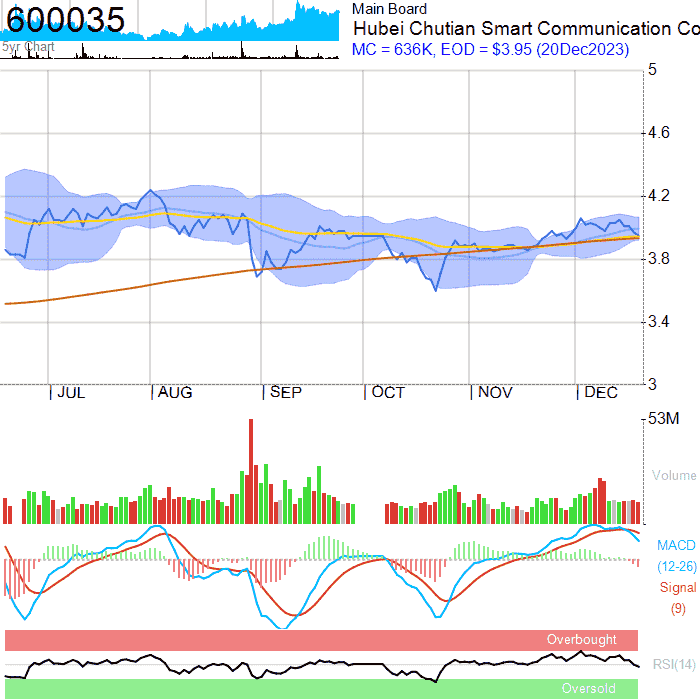 600035
5yr Chart
Main Board
Hubei Chutian Smart Communication Co
MC = 636K, EOD = $3.95 (20Dec2023)
5
4.6
4.2
3.8
3.4
3
JUL AUG SEP OCT NOV DEC
53M
Volume
MACD
(12-26)
Signal
(9)
Overbought
RSI(14)
Oversold